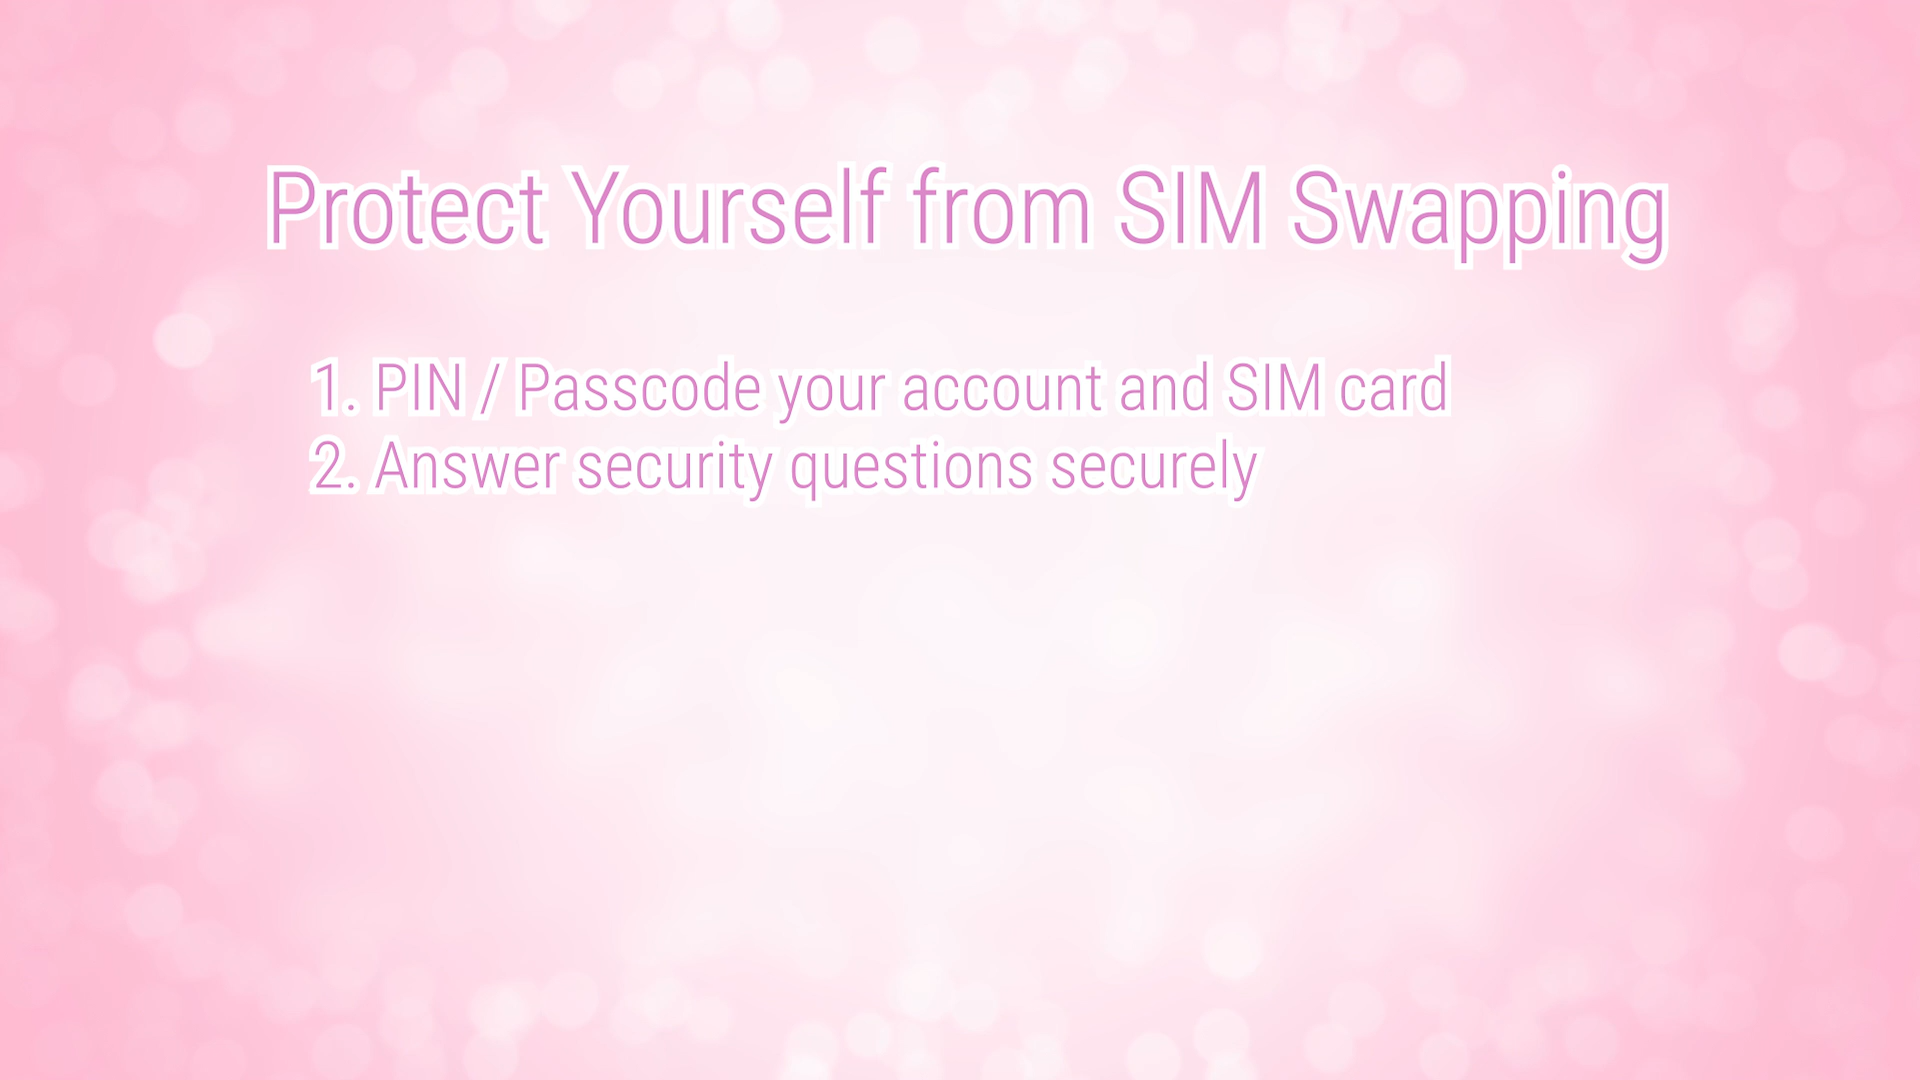 Protect Yourself from SIM Swapping
1. PIN / Passcode your account and SIM card
2. Answer security questions securely